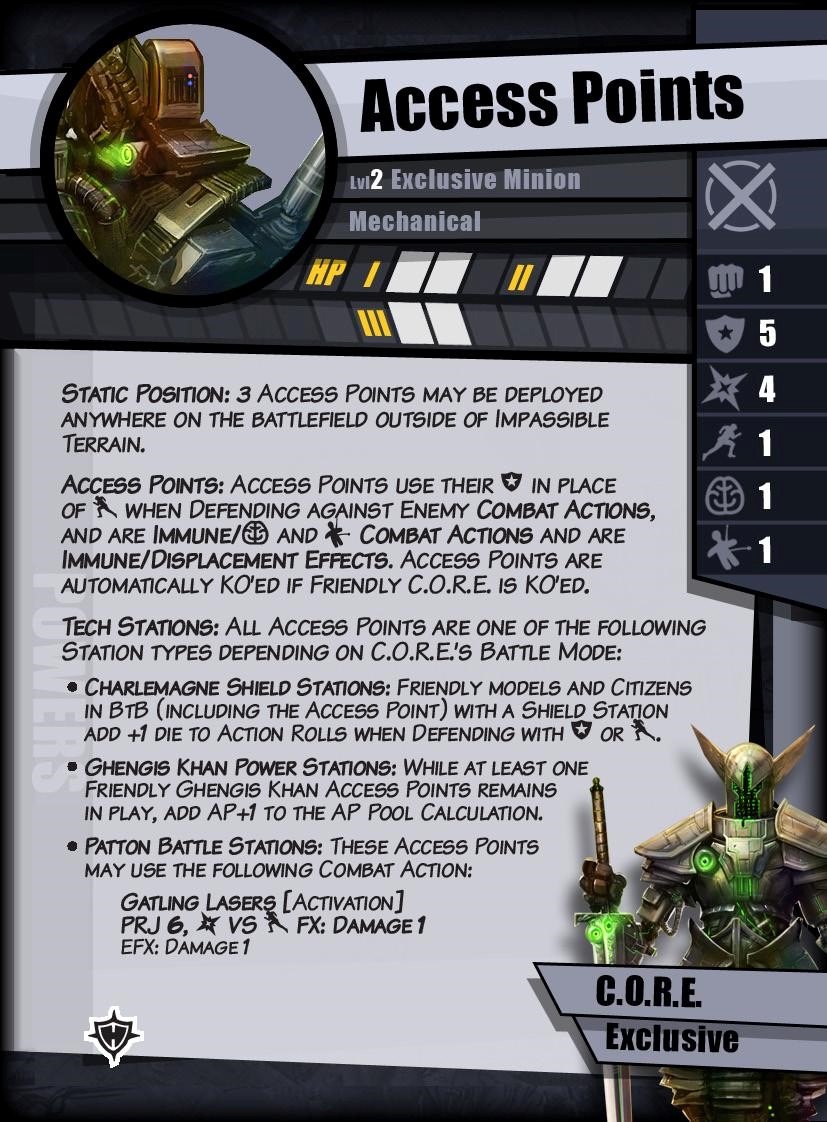 Access Points
Lvl2 Exclusive Minion
Mechanical
HP I II
III
1
5
4
1
1
1
STATIC POSITION: 3 ACCESS POINTS MAY BE DEPLOYED
ANYWHERE ON THE BATTLEFIELD OUTSIDE OF IMPASSIBLE
TERRAIN.
ACCESS POINTS: ACCESS POINTS USE THEIR IN PLACE
OF WHEN DEFENDING AGAINST ENEMY COMBAT ACTIONS,
AND ARE IMMUNE/ AND COMBAT ACTIONS AND ARE
IMMUNE/DISPLACEMENT EFFECTS. ACCESS POINTS ARE
AUTOMATICALLY KO'ED IF FRIENDLY C.O.R.E. IS KO'ED.
TECH STATIONS: ALL ACCESS POINTS ARE ONE OF THE FOLLOWING
STATION TYPES DEPENDING ON C.O.R.E.'S BATTLE MODE:
• CHARLEMAGNE SHIELD STATIONS: FRIENDLY MODELS AND CITIZENS
IN BTB (INCLUDING THE ACCESS POINT) WITH A SHIELD STATION
ADD +1 DIE TO ACTION ROLLS WHEN DEFENDING WITH OR .
• GHENGIS KHAN POWER STATIONS: WHILE AT LEAST ONE
FRIENDLY GHENGIS KHAN ACCESS POINTS REMAINS
IN PLAY, ADD AP+1 TO THE AP POOL CALCULATION.
• PATTON BATTLE STATIONS: THESE ACCESS POINTS
MAY USE THE FOLLOWING COMBAT ACTION:
GATLING LASERS [ACTIVATION]
PRJ 6, VS FX: DAMAGE 1
EFX: DAMAGE 1
POWERS
C.O.R.E.
Exclusive